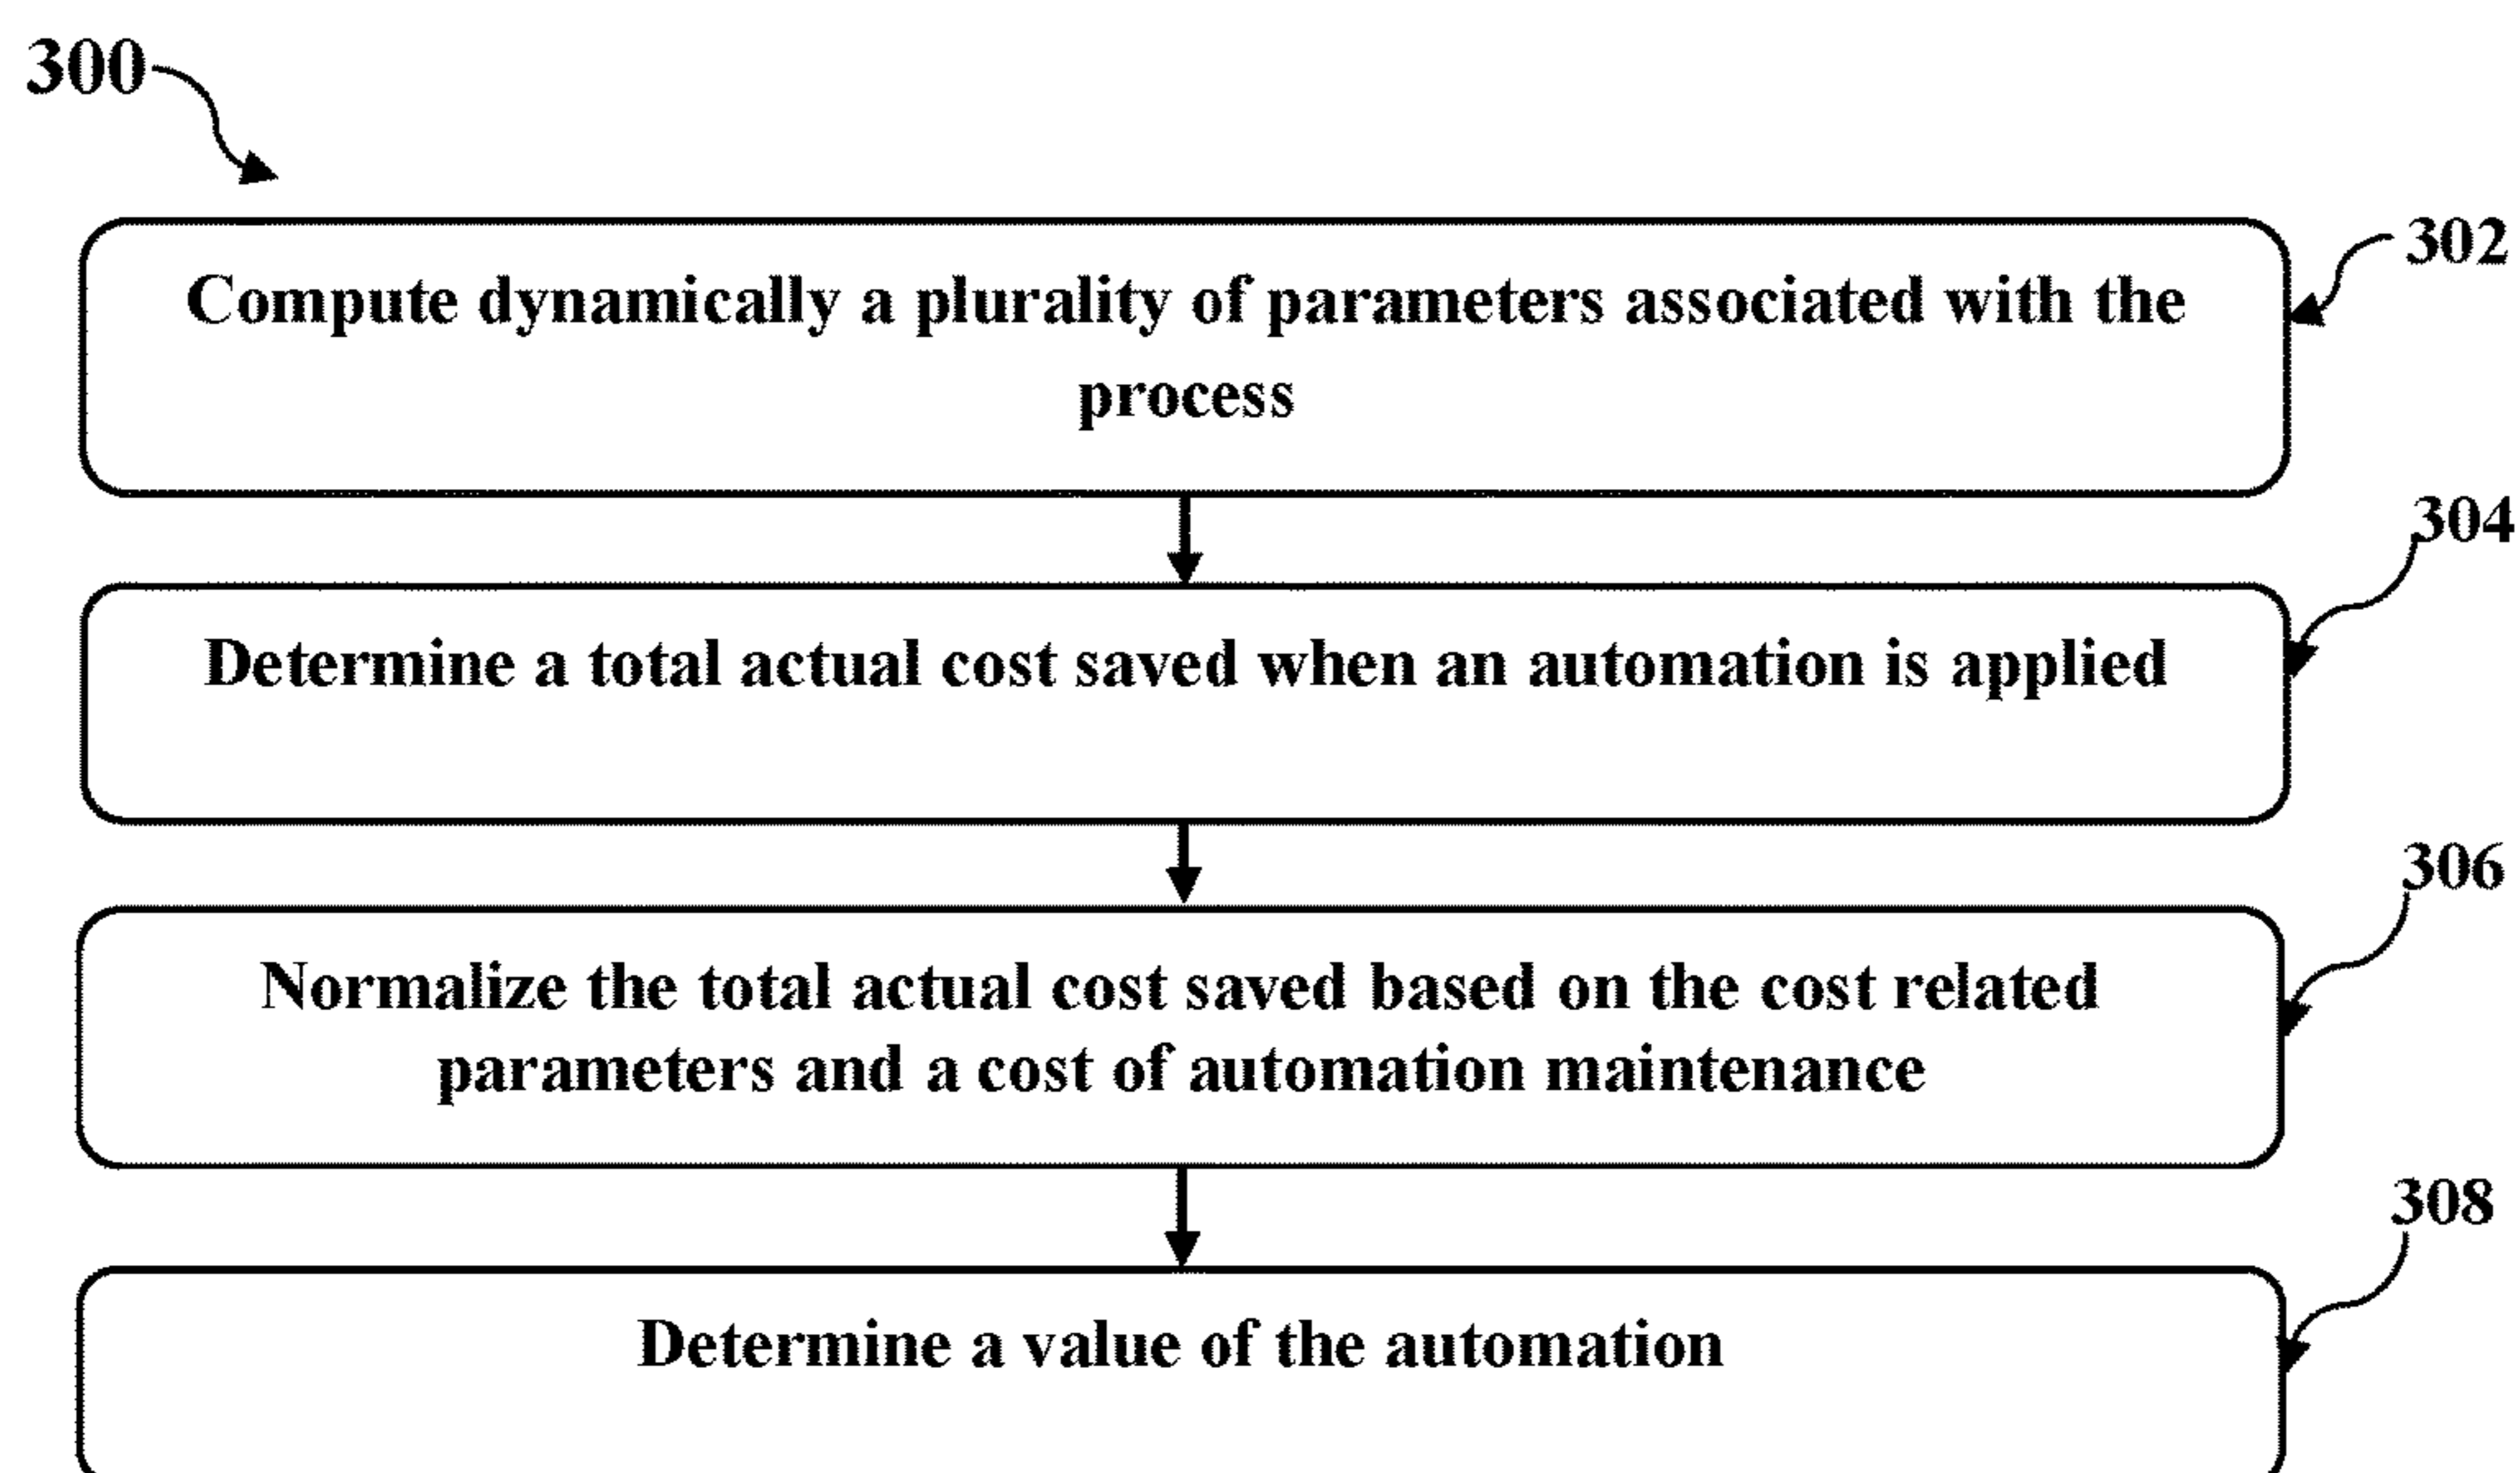 300
302
Compute dynamically a plurality of parameters associated with the
process
304
Determine a total actual cost saved when an automation is applied
306
Normalize the total actual cost saved based on the cost related
parameters and a cost of automation maintenance
308
Determine a value of the automation